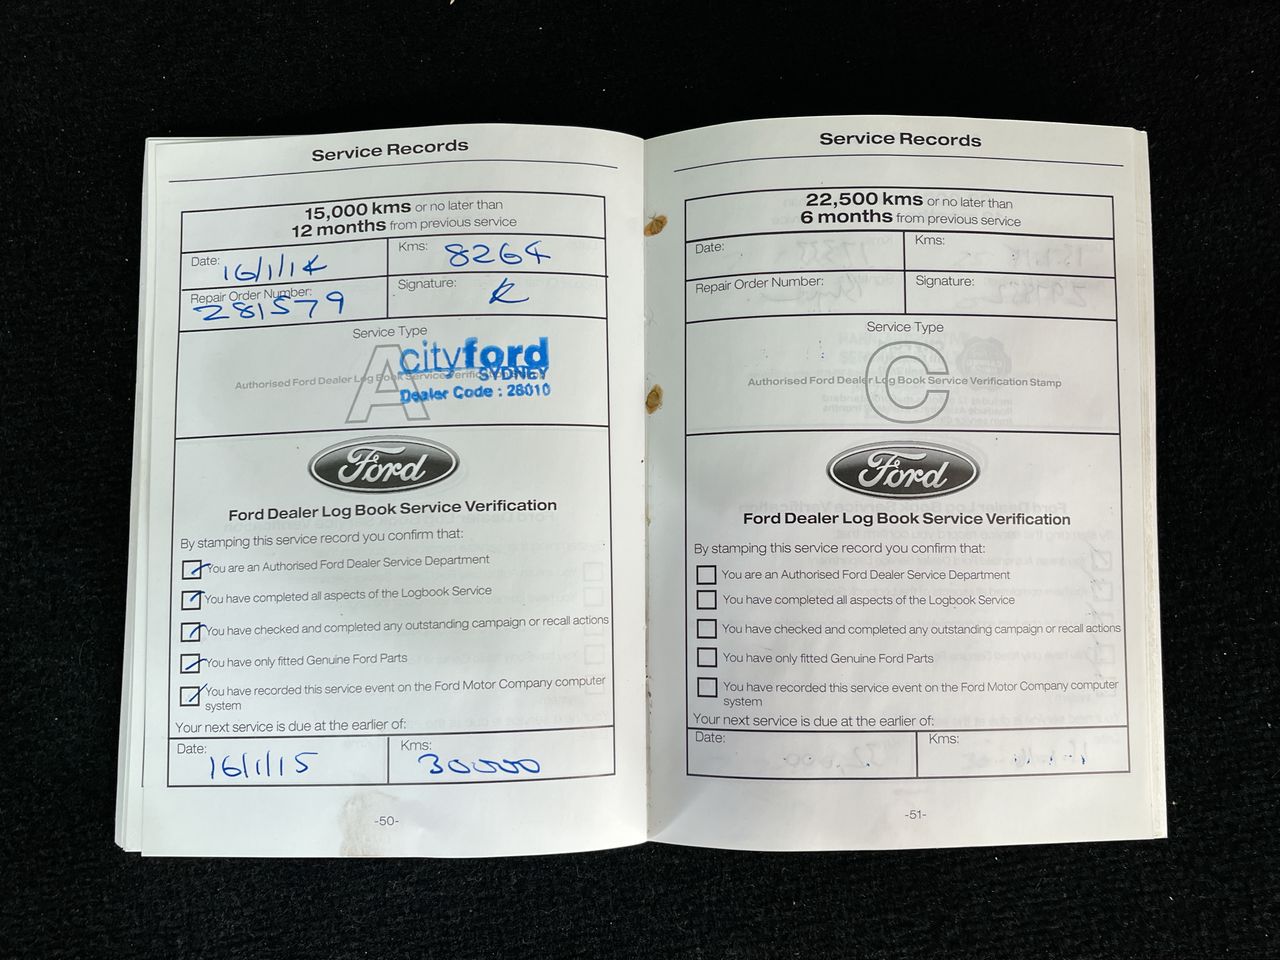 Service Records
15,000 kms or no later than
12 months from previous service
Date: 16/1/14
Kms: 8264
Repair Order Number: 281579
Signature:
Service Type
A
Authorised Ford Dealer Log Book Service Verification
cityford
SYDNEY
Dealer Code : 28010
Ford
Ford Dealer Log Book Service Verification
By stamping this service record you confirm that:
You are an Authorised Ford Dealer Service Department
You have completed all aspects of the Logbook Service
You have checked and completed any outstanding campaign or recall actions
You have only fitted Genuine Ford Parts
You have recorded this service event on the Ford Motor Company computer
system
Your next service is due at the earlier of:
Date: 16/1/15
Kms: 30000
-50-
Service Records
22,500 kms or no later than
6 months from previous service
Date:
Kms:
Repair Order Number:
Signature:
Service Type
C
Authorised Ford Dealer Log Book Service Verification Stamp
Ford
Ford Dealer Log Book Service Verification
By stamping this service record you confirm that:
You are an Authorised Ford Dealer Service Department
You have completed all aspects of the Logbook Service
You have checked and completed any outstanding campaign or recall actions
You have only fitted Genuine Ford Parts
You have recorded this service event on the Ford Motor Company computer
system
Your next service is due at the earlier of:
Date:
Kms:
-51-